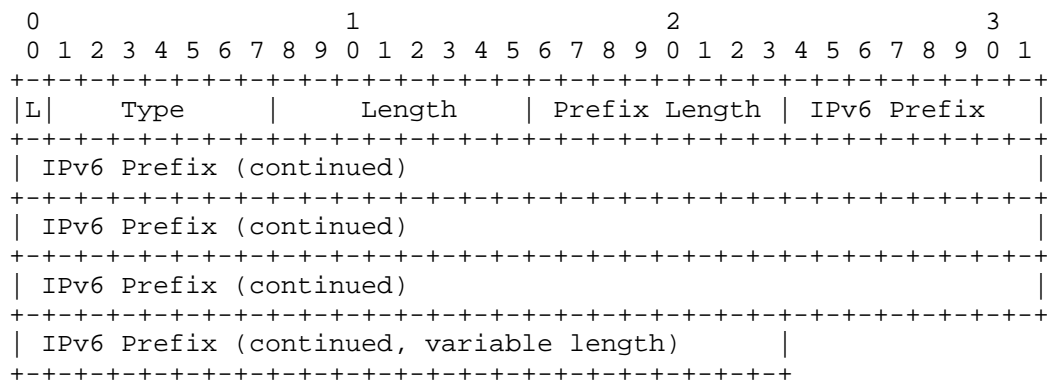 0                   1                   2                   3
 0 1 2 3 4 5 6 7 8 9 0 1 2 3 4 5 6 7 8 9 0 1 2 3 4 5 6 7 8 9 0 1
+-+-+-+-+-+-+-+-+-+-+-+-+-+-+-+-+-+-+-+-+-+-+-+-+-+-+-+-+-+-+-+-+
|L|    Type     |     Length    | Prefix Length | IPv6 Prefix   |
+-+-+-+-+-+-+-+-+-+-+-+-+-+-+-+-+-+-+-+-+-+-+-+-+-+-+-+-+-+-+-+-+
| IPv6 Prefix (continued)                                       |
+-+-+-+-+-+-+-+-+-+-+-+-+-+-+-+-+-+-+-+-+-+-+-+-+-+-+-+-+-+-+-+-+
| IPv6 Prefix (continued)                                       |
+-+-+-+-+-+-+-+-+-+-+-+-+-+-+-+-+-+-+-+-+-+-+-+-+-+-+-+-+-+-+-+-+
| IPv6 Prefix (continued)                                       |
+-+-+-+-+-+-+-+-+-+-+-+-+-+-+-+-+-+-+-+-+-+-+-+-+-+-+-+-+-+-+-+-+
| IPv6 Prefix (continued, variable length)      |
+-+-+-+-+-+-+-+-+-+-+-+-+-+-+-+-+-+-+-+-+-+-+-+-+